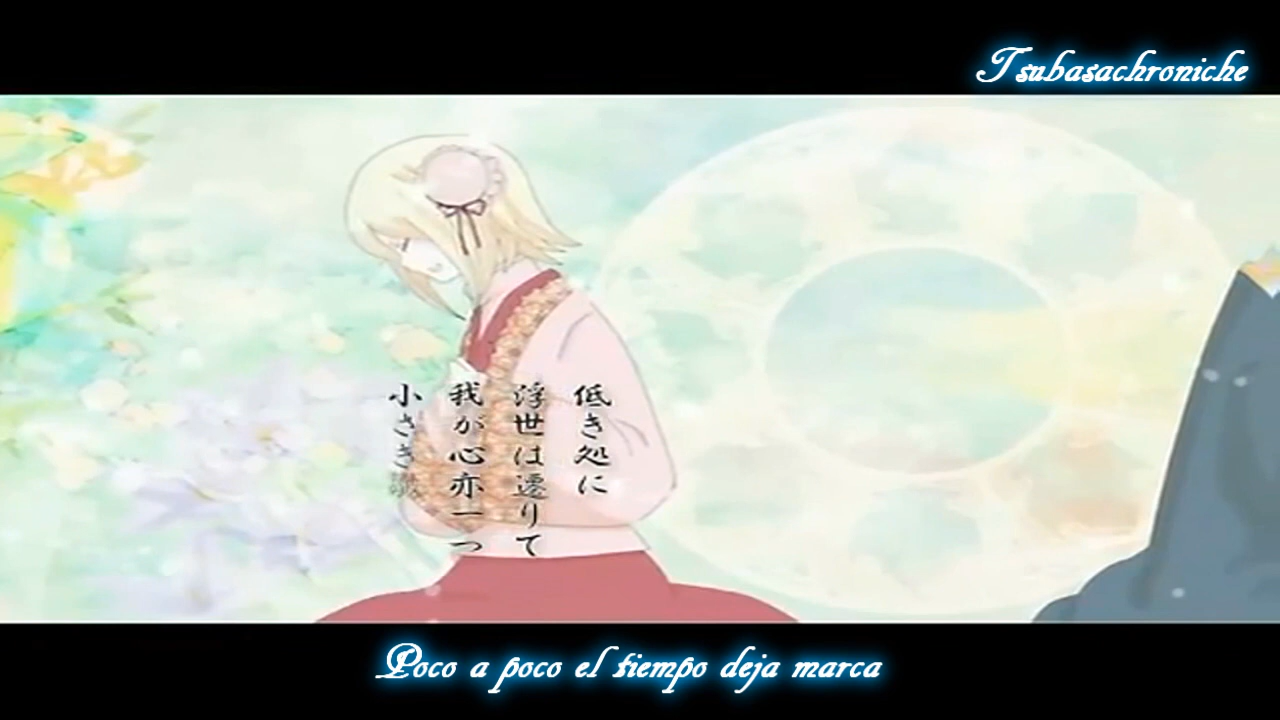 Tsubasachroniche
低き処に
浮世は遷りて
我が心亦一つ
小さき
Poco a poco el tiempo deja marca